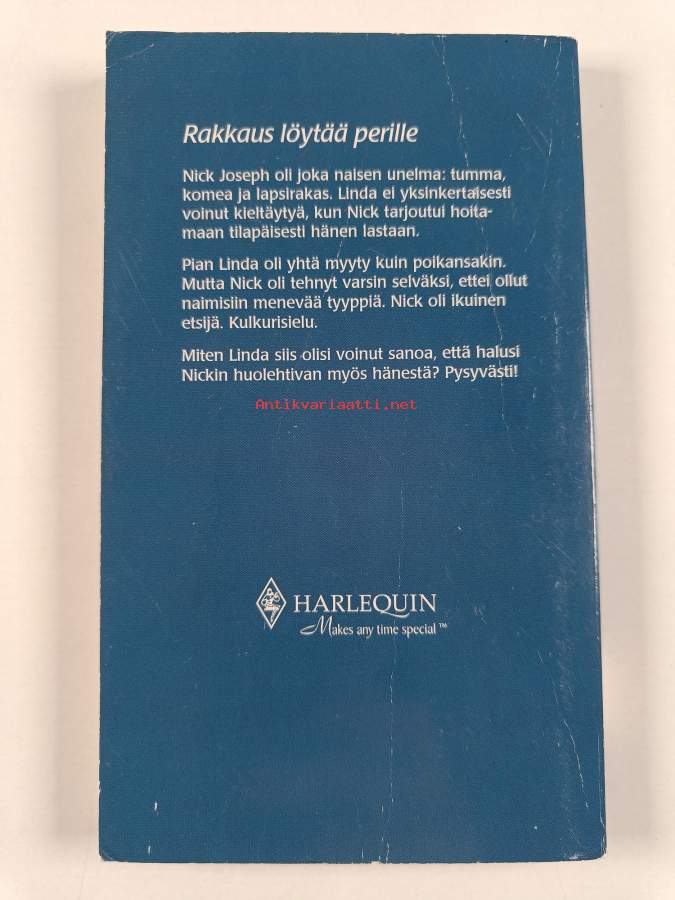 Rakkaus löytää perille
Nick Joseph oli joka naisen unelma: tumma,
komea ja lapsirakas. Linda ei yksinkertaisesti
voinut kieltäytyä, kun Nick tarjoutui hoita-
maan tilapäisesti hänen lastaan.
Pian Linda oli yhtä myyty kuin poikansakin.
Mutta Nick oli tehnyt varsin selväksi, ettei ollut
naimisiin menevää tyyppiä. Nick oli ikuinen
etsijä. Kulkurisielu.
Miten Linda siis olisi voinut sanoa, että halusi
Nickin huolehtivan myös hänestä? Pysyvästi!
Antikvariaatti.net
HARLEQUIN
Makes any time special™